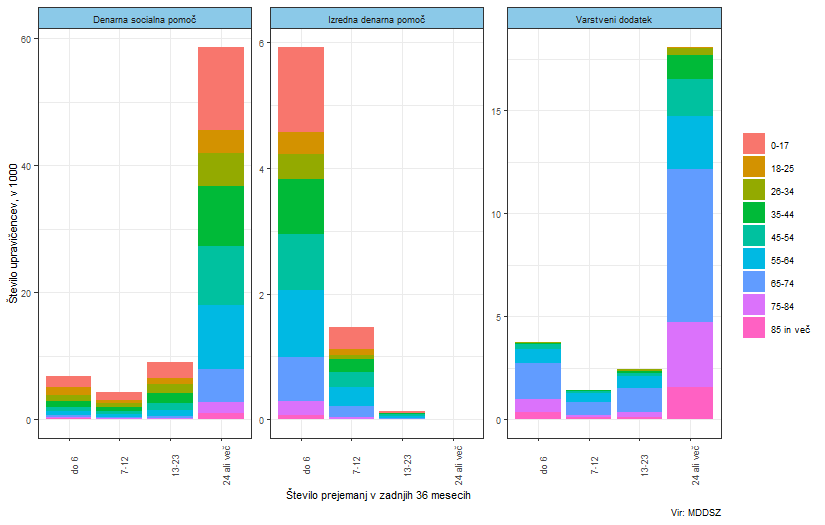 Denarna socialna pomoč
Izredna denarna pomoč
Varstveni dodatek
Število upravičencev, v 1000
60
40
20
0
6
4
2
0
15
10
5
0
do 6
7-12
13-23
24 ali več
do 6
7-12
13-23
24 ali več
do 6
7-12
13-23
24 ali več
Število prejemanj v zadnjih 36 mesecih
0-17
18-25
26-34
35-44
45-54
55-64
65-74
75-84
85 in več
Vir: MDDSZ